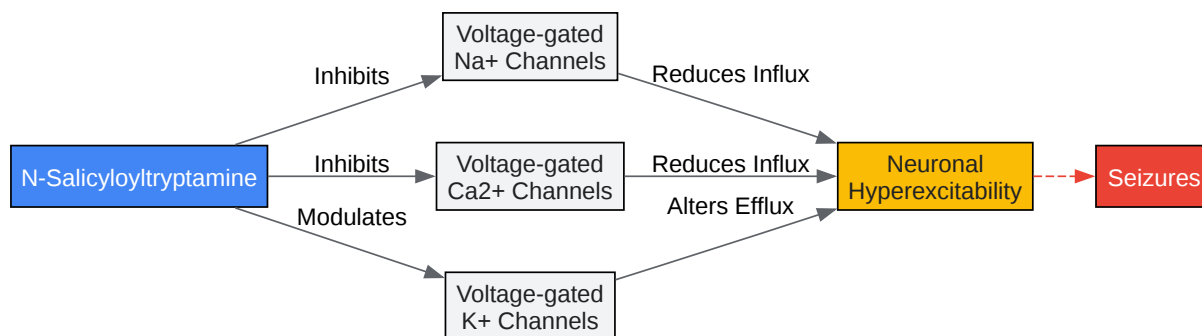 Voltage-gated
Na+ Channels
Inhibits
Reduces Influx
N-Salicyloyltryptamine
Inhibits
Voltage-gated
Ca2+ Channels
Reduces Influx
Neuronal
Hyperexcitability
Seizures
Modulates
Alters Efflux
Voltage-gated
K+ Channels